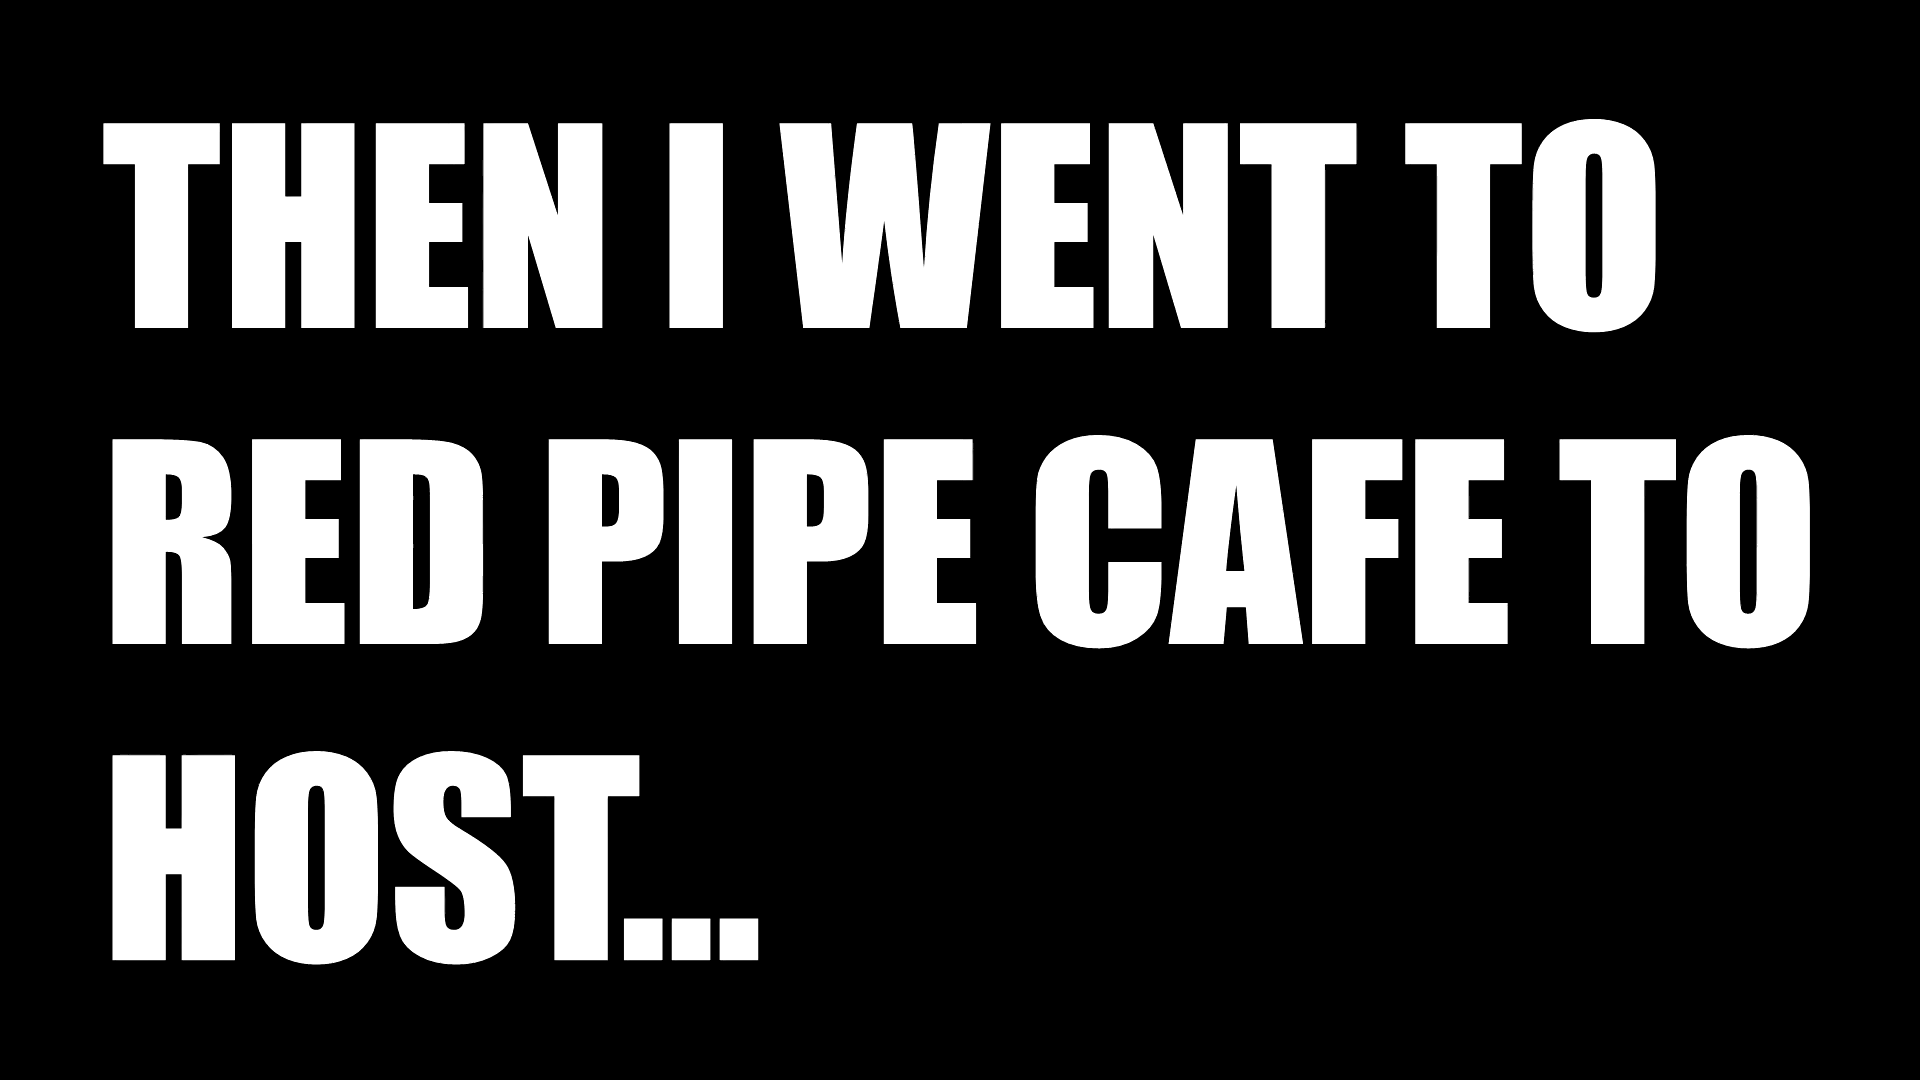 THEN I WENT TO
RED PIPE CAFE TO
HOST...